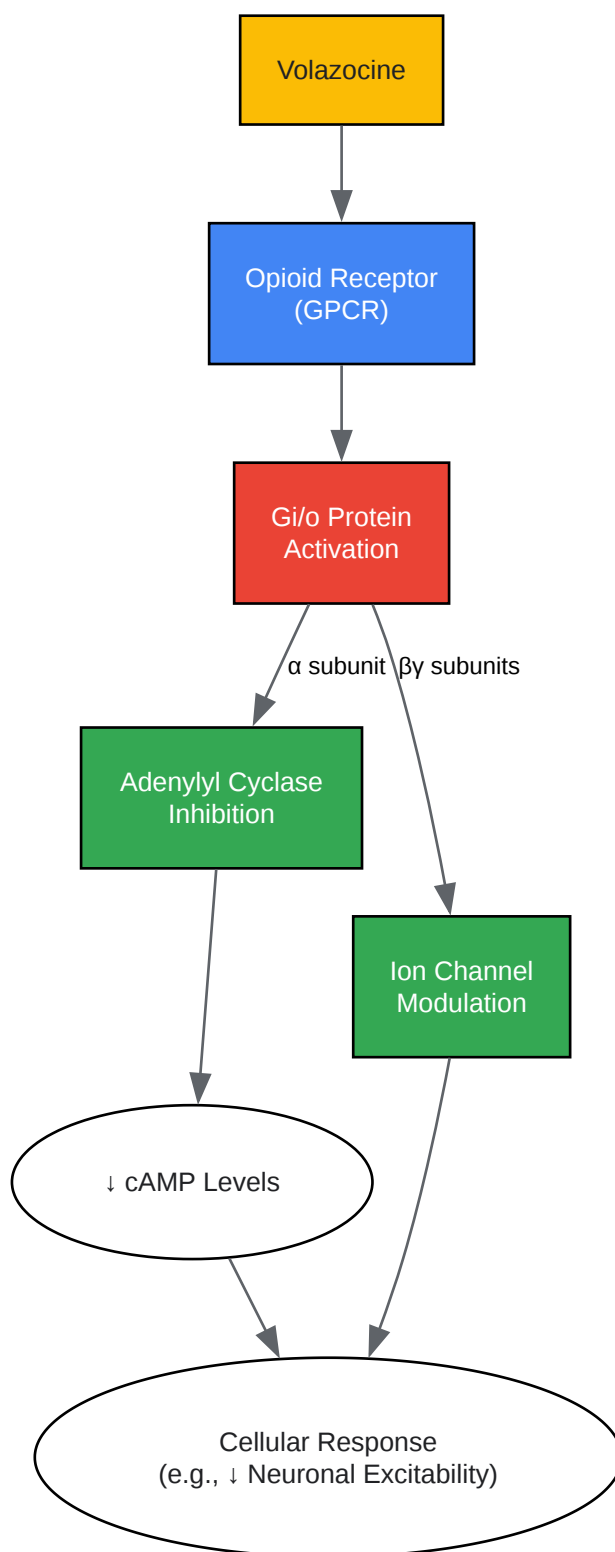 Volazocine
Opioid Receptor
(GPCR)
Gi/o Protein
Activation
α subunit
βγ subunits
Adenylyl Cyclase
Inhibition
Ion Channel
Modulation
↓ cAMP Levels
Cellular Response
(e.g., ↓ Neuronal Excitability)